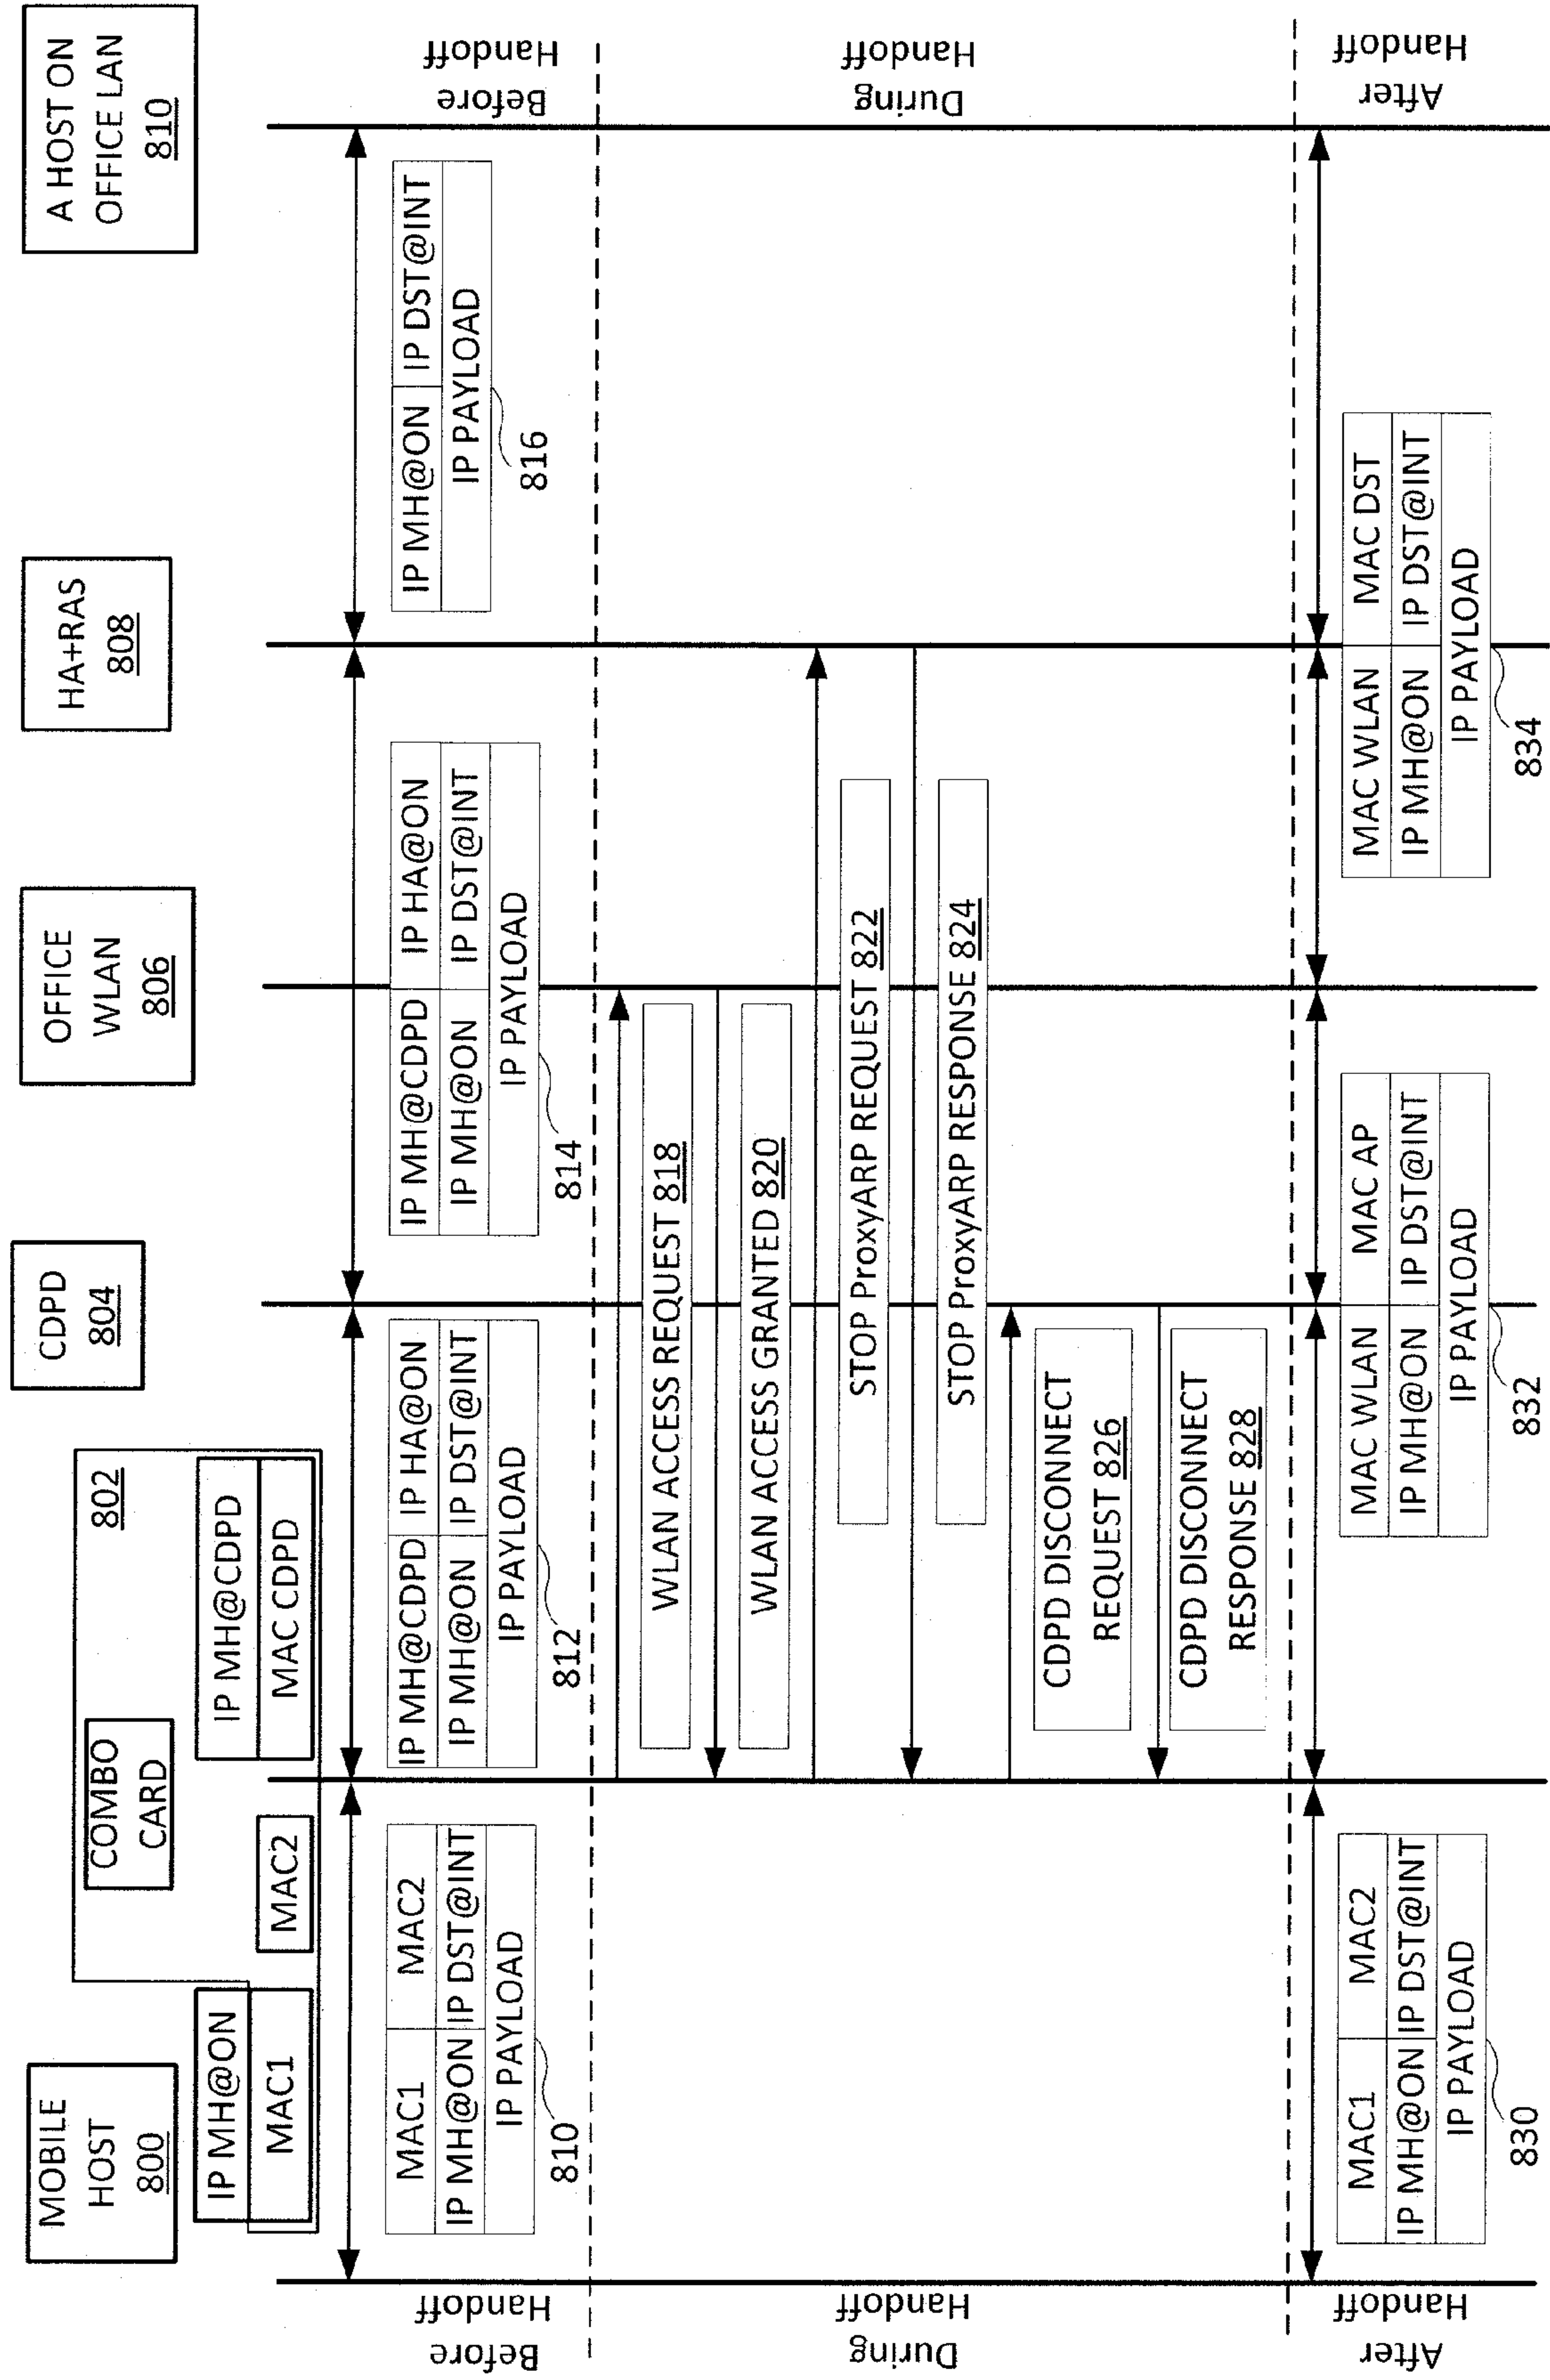 MOBILE
HOST
800
COMBO
CARD
802
CDPD
804
OFFICE
WLAN
806
HA+RAS
808
A HOST ON
OFFICE LAN
810
IP MH@ON
MAC1
MAC2
IP MH@CDPD
MAC CDPD
Before
Handoff
MAC1 MAC2
IP MH@ON IP DST@INT
IP PAYLOAD
810
IP MH@CDPD IP HA@ON
IP MH@ON IP DST@INT
IP PAYLOAD
812
IP MH@CDPD IP HA@ON
IP MH@ON IP DST@INT
IP PAYLOAD
814
IP MH@ON IP DST@INT
IP PAYLOAD
816
Before
Handoff
During
Handoff
WLAN ACCESS REQUEST 818
WLAN ACCESS GRANTED 820
STOP ProxyARP REQUEST 822
STOP ProxyARP RESPONSE 824
CDPD DISCONNECT
REQUEST 826
CDPD DISCONNECT
RESPONSE 828
During
Handoff
After
Handoff
MAC1 MAC2
IP MH@ON IP DST@INT
IP PAYLOAD
830
MAC WLAN MAC AP
IP MH@ON IP DST@INT
IP PAYLOAD
832
MAC WLAN MAC DST
IP MH@ON IP DST@INT
IP PAYLOAD
834
After
Handoff